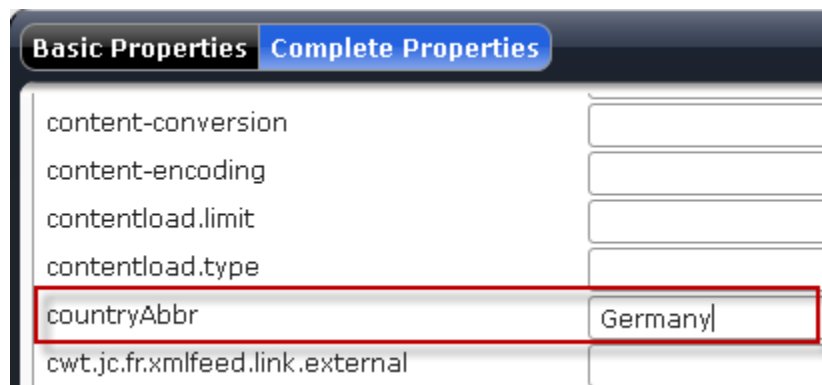 Basic Properties Complete Properties
content-conversion
content-encoding
contentload.limit
contentload.type
countryAbbr Germany
cwt.jc.fr.xmlfeed.link.external